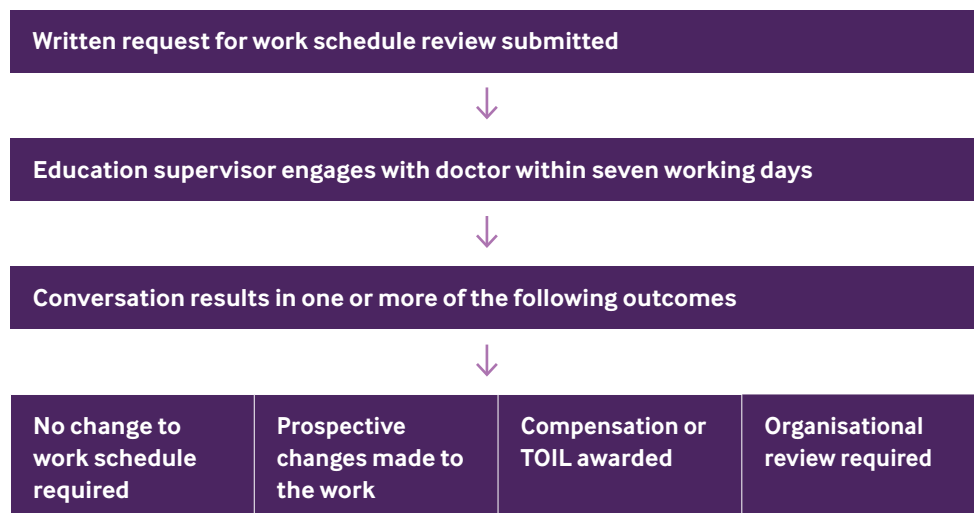 Written request for work schedule review submitted
Education supervisor engages with doctor within seven working days
Conversation results in one or more of the following outcomes
No change to
work schedule
required
Prospective
changes made to
the work
Compensation or
TOIL awarded
Organisational
review required